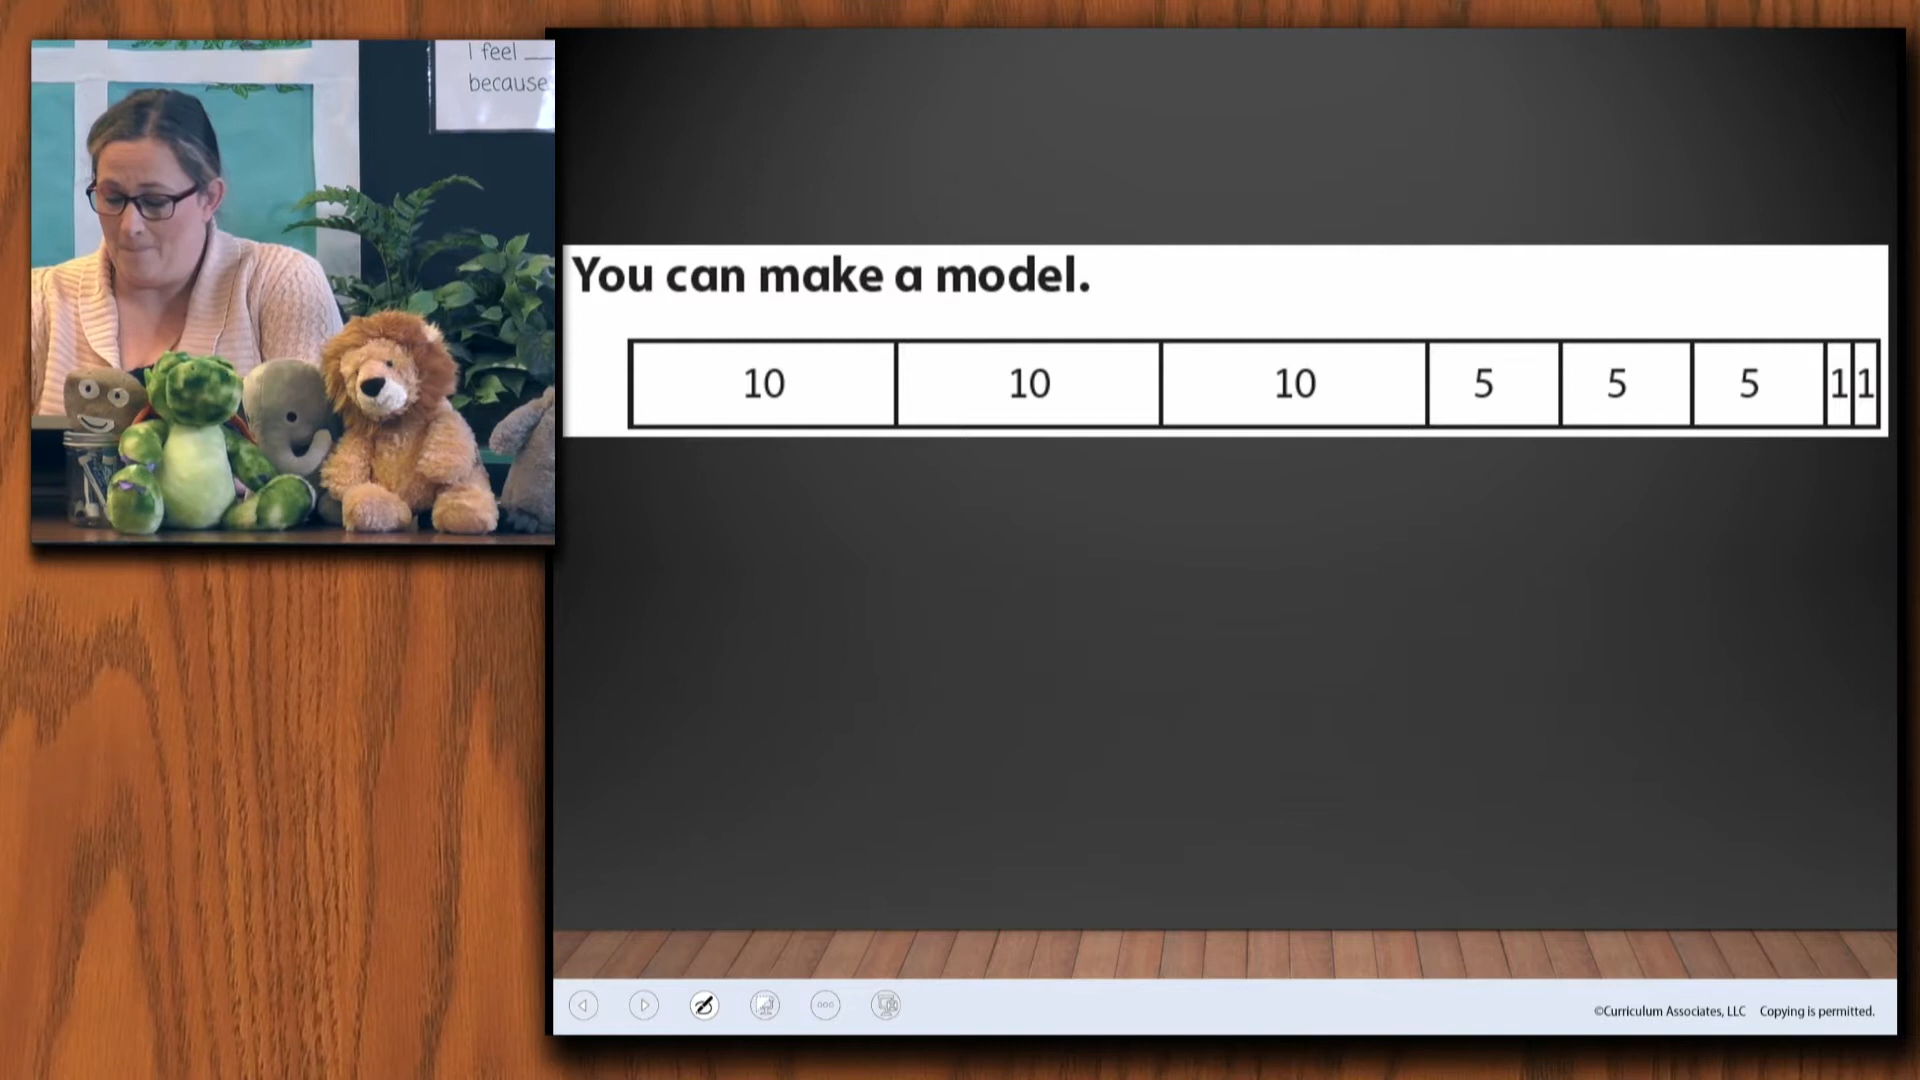 I feel
because
You can make a model.
10 10 10 5 5 5 1 1
©Curriculum Associates, LLC Copying is permitted.